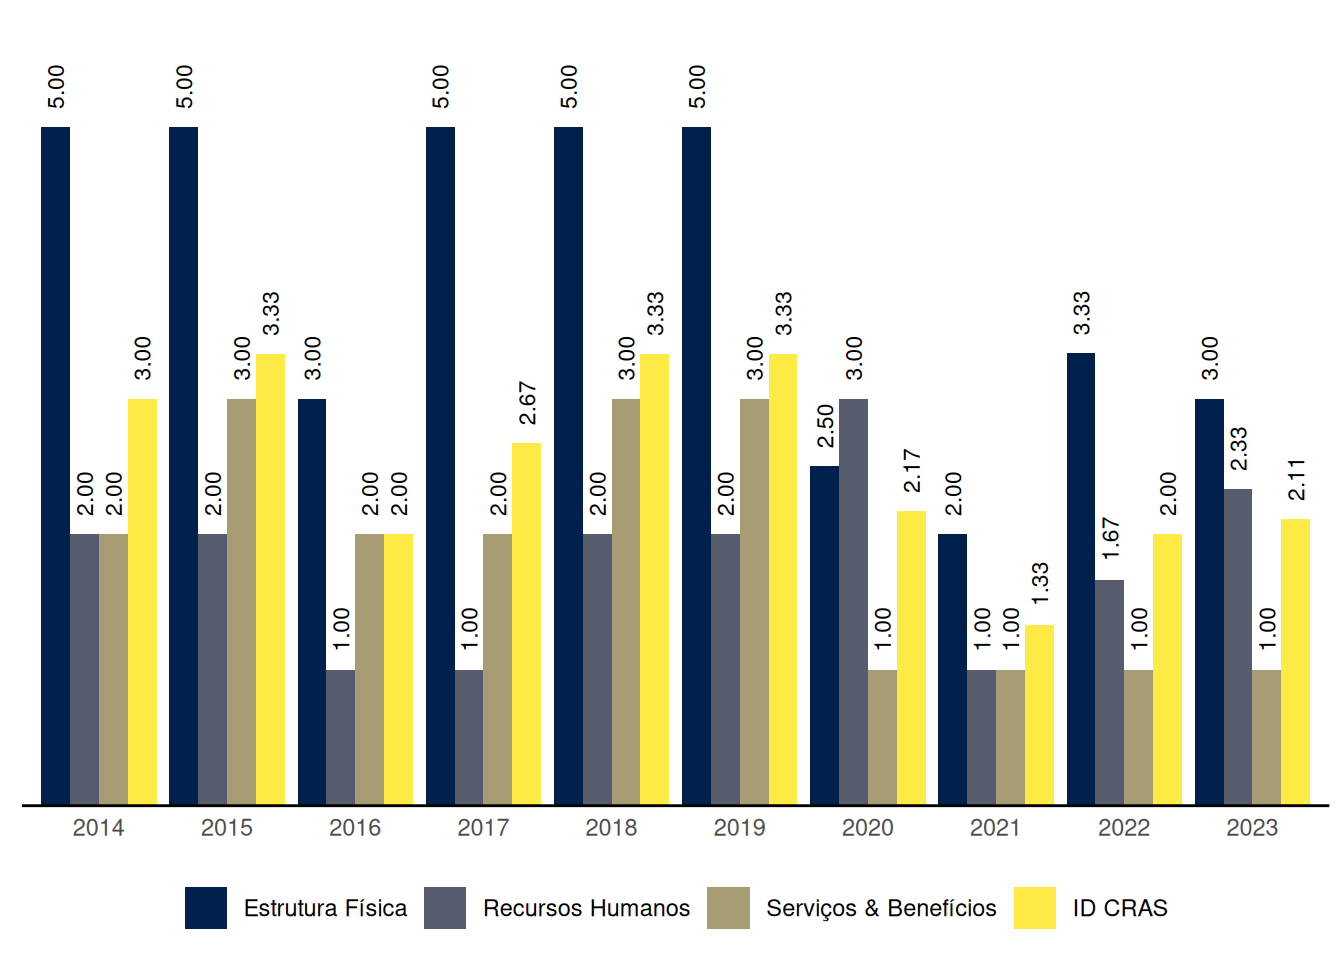 5.00 2.00 2.00 3.00 5.00 2.00 3.00 3.33 3.00 1.00 2.00 2.00 5.00 1.00 2.00 2.67 5.00 2.00 3.00 3.33 5.00 2.00 3.00 3.33 2.50 3.00 1.00 2.17 2.00 1.00 1.00 1.33 3.33 1.67 1.00 2.00 3.00 2.33 1.00 2.11
2014 2015 2016 2017 2018 2019 2020 2021 2022 2023
Estrutura Física Recursos Humanos Serviços & Benefícios ID CRAS